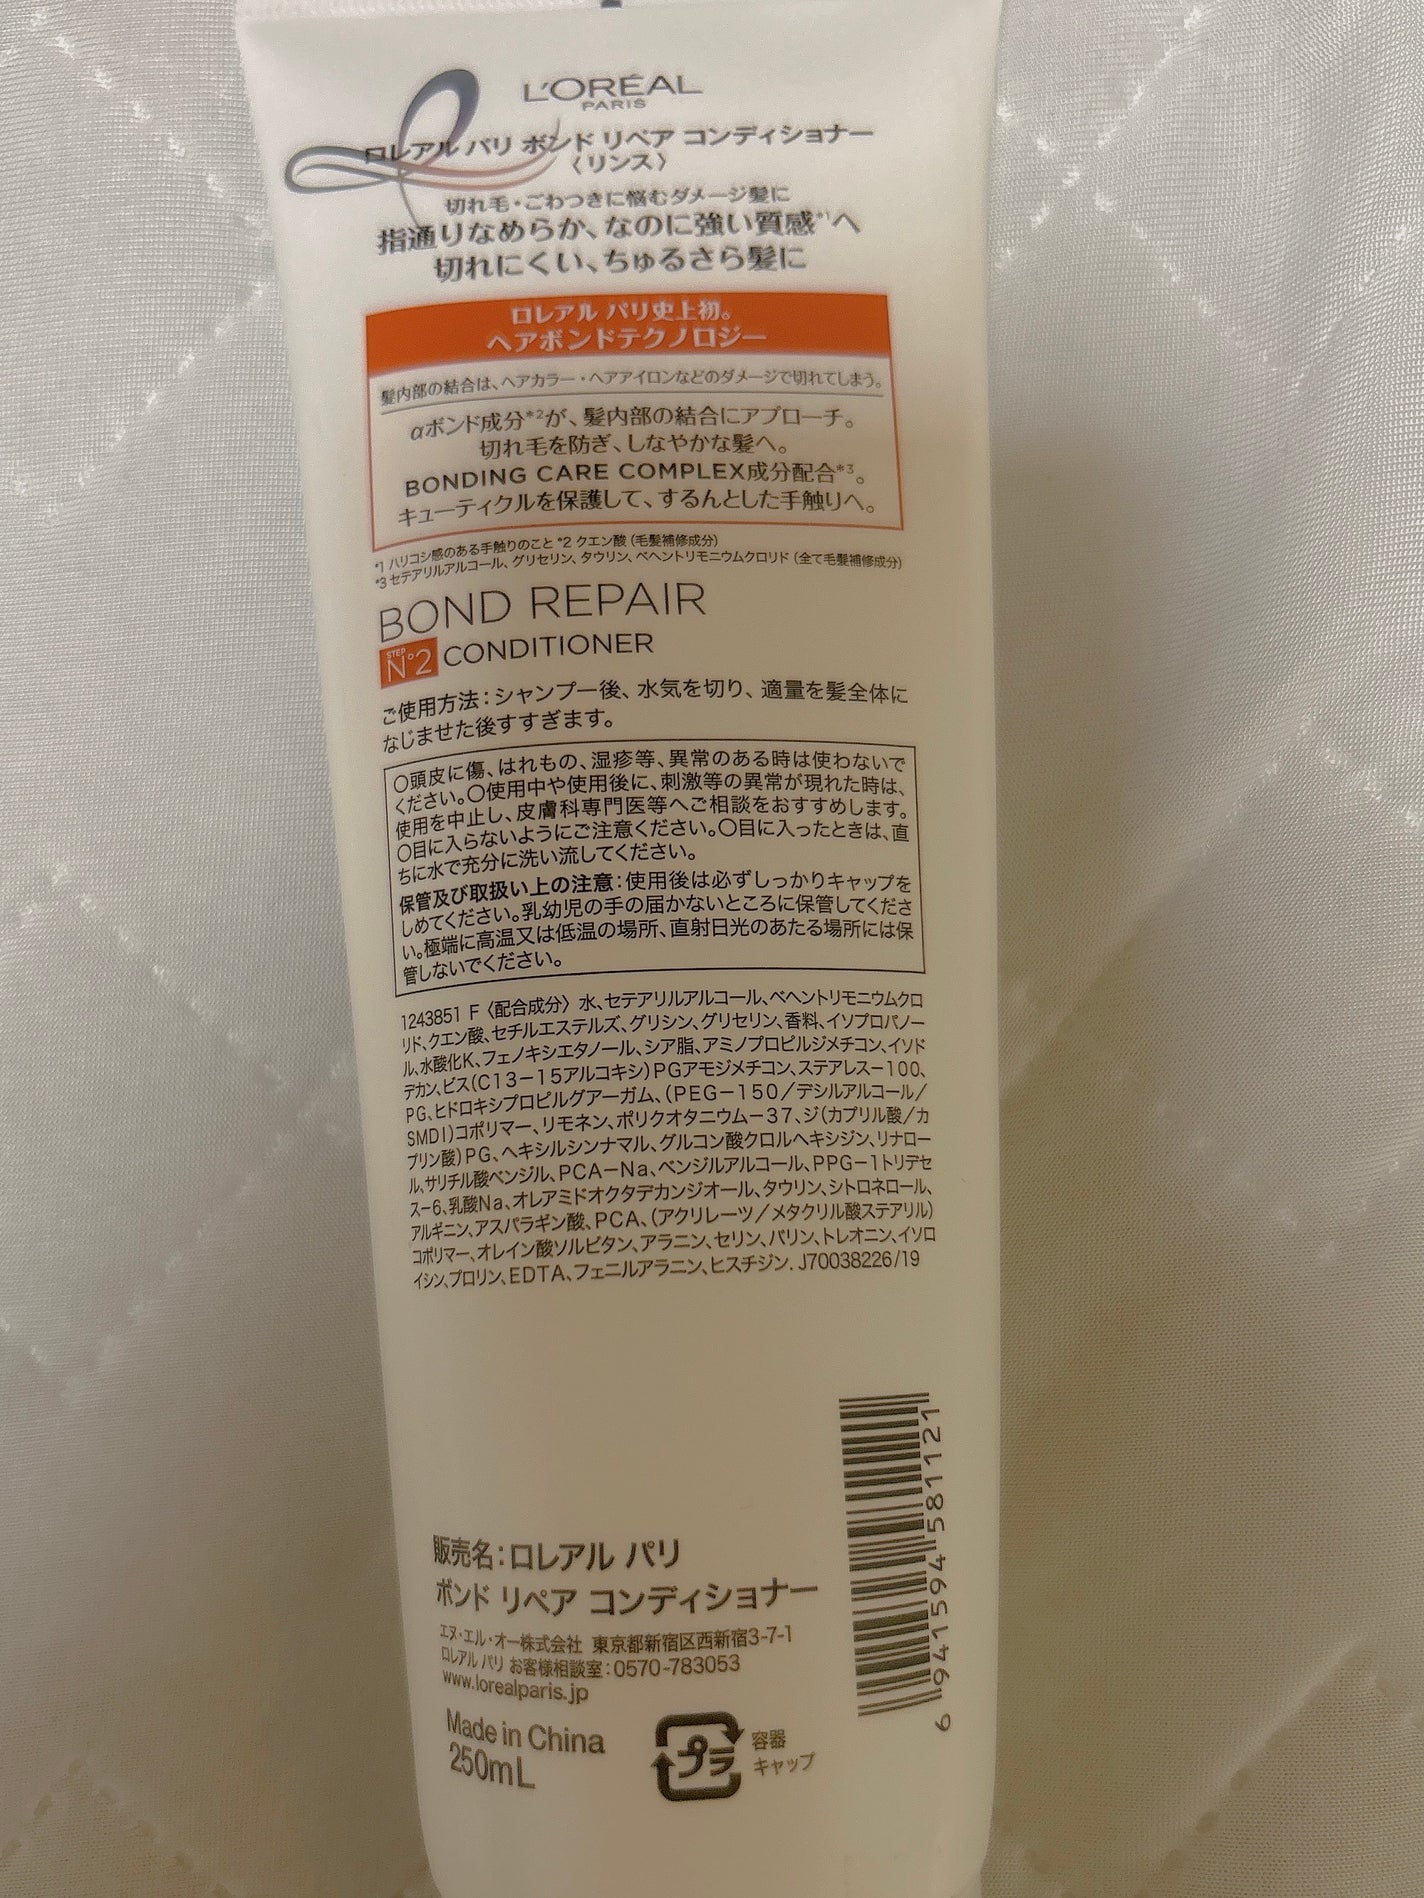 L'ORÉAL
PARIS
ロレアル パリ ボンド リペア コンディショナー
〈リンス〉
切れ毛・ごわつきに悩むダメージ髪に
指通りなめらか、なのに強い質感*1へ
切れにくい、ちゅるさら髪に
ロレアル パリ史上初。
ヘアボンドテクノロジー
髪内部の結合は、ヘアカラー・ヘアアイロンなどのダメージで切れてしまう。
αボンド成分*2が、髪内部の結合にアプローチ。
切れ毛を防ぎ、しなやかな髪へ。
BONDING CARE COMPLEX成分配合*3。
キューティクルを保護して、するんとした手触りへ。
*1 ハリコシ感のある手触りのこと *2 クエン酸（毛髪補修成分）
*3 セテアリルアルコール、グリセリン、タウリン、ベヘントリモニウムクロリド（全て毛髪補修成分）
BOND REPAIR
STEP N°2 CONDITIONER
ご使用方法：シャンプー後、水気を切り、適量を髪全体に
なじませた後すすぎます。
〇頭皮に傷、はれもの、湿疹等、異常のある時は使わないで
ください。〇使用中や使用後に、刺激等の異常が現れた時は、
使用を中止し、皮膚科専門医等へご相談をおすすめします。
〇目に入らないようにご注意ください。〇目に入ったときは、直
ちに水で充分に洗い流してください。
保管及び取扱い上の注意：使用後は必ずしっかりキャップを
しめてください。乳幼児の手の届かないところに保管してくださ
い。極端に高温又は低温の場所、直射日光のあたる場所には保
管しないでください。
1243851 F〈配合成分〉水、セテアリルアルコール、ベヘントリモニウムクロ
リド、クエン酸、セチルエステルズ、グリシン、グリセリン、香料、イソプロパノー
ル、水酸化K、フェノキシエタノール、シア脂、アミノプロピルジメチコン、イソド
デカン、ビス（C13－15アルコキシ）PGアモジメチコン、ステアレス－100、
PG、ヒドロキシプロピルグアーガム、（PEG－150／デシルアルコール／
SMDI）コポリマー、リモネン、ポリクオタニウム－37、ジ（カプリル酸／カ
プリン酸）PG、ヘキシルシンナマル、グルコン酸クロルヘキシジン、リナロー
ル、サリチル酸ベンジル、PCA－Na、ベンジルアルコール、PPG－1トリデセ
ス－6、乳酸Na、オレアミドオクタデカンジオール、タウリン、シトロネロール、
アルギニン、アスパラギン酸、PCA、（アクリレーツ／メタクリル酸ステアリル）
コポリマー、オレイン酸ソルビタン、アラニン、セリン、バリン、トレオニン、イソロ
イシン、プロリン、EDTA、フェニルアラニン、ヒスチジン. J70038226/19
販売名：ロレアル パリ
ボンド リペア コンディショナー
エヌ・エル・オー株式会社 東京都新宿区西新宿3-7-1
ロレアル パリ お客様相談室：0570-783053
www.lorealparis.jp
Made in China
250mL
プラ
容器
キャップ
6 941594 581121